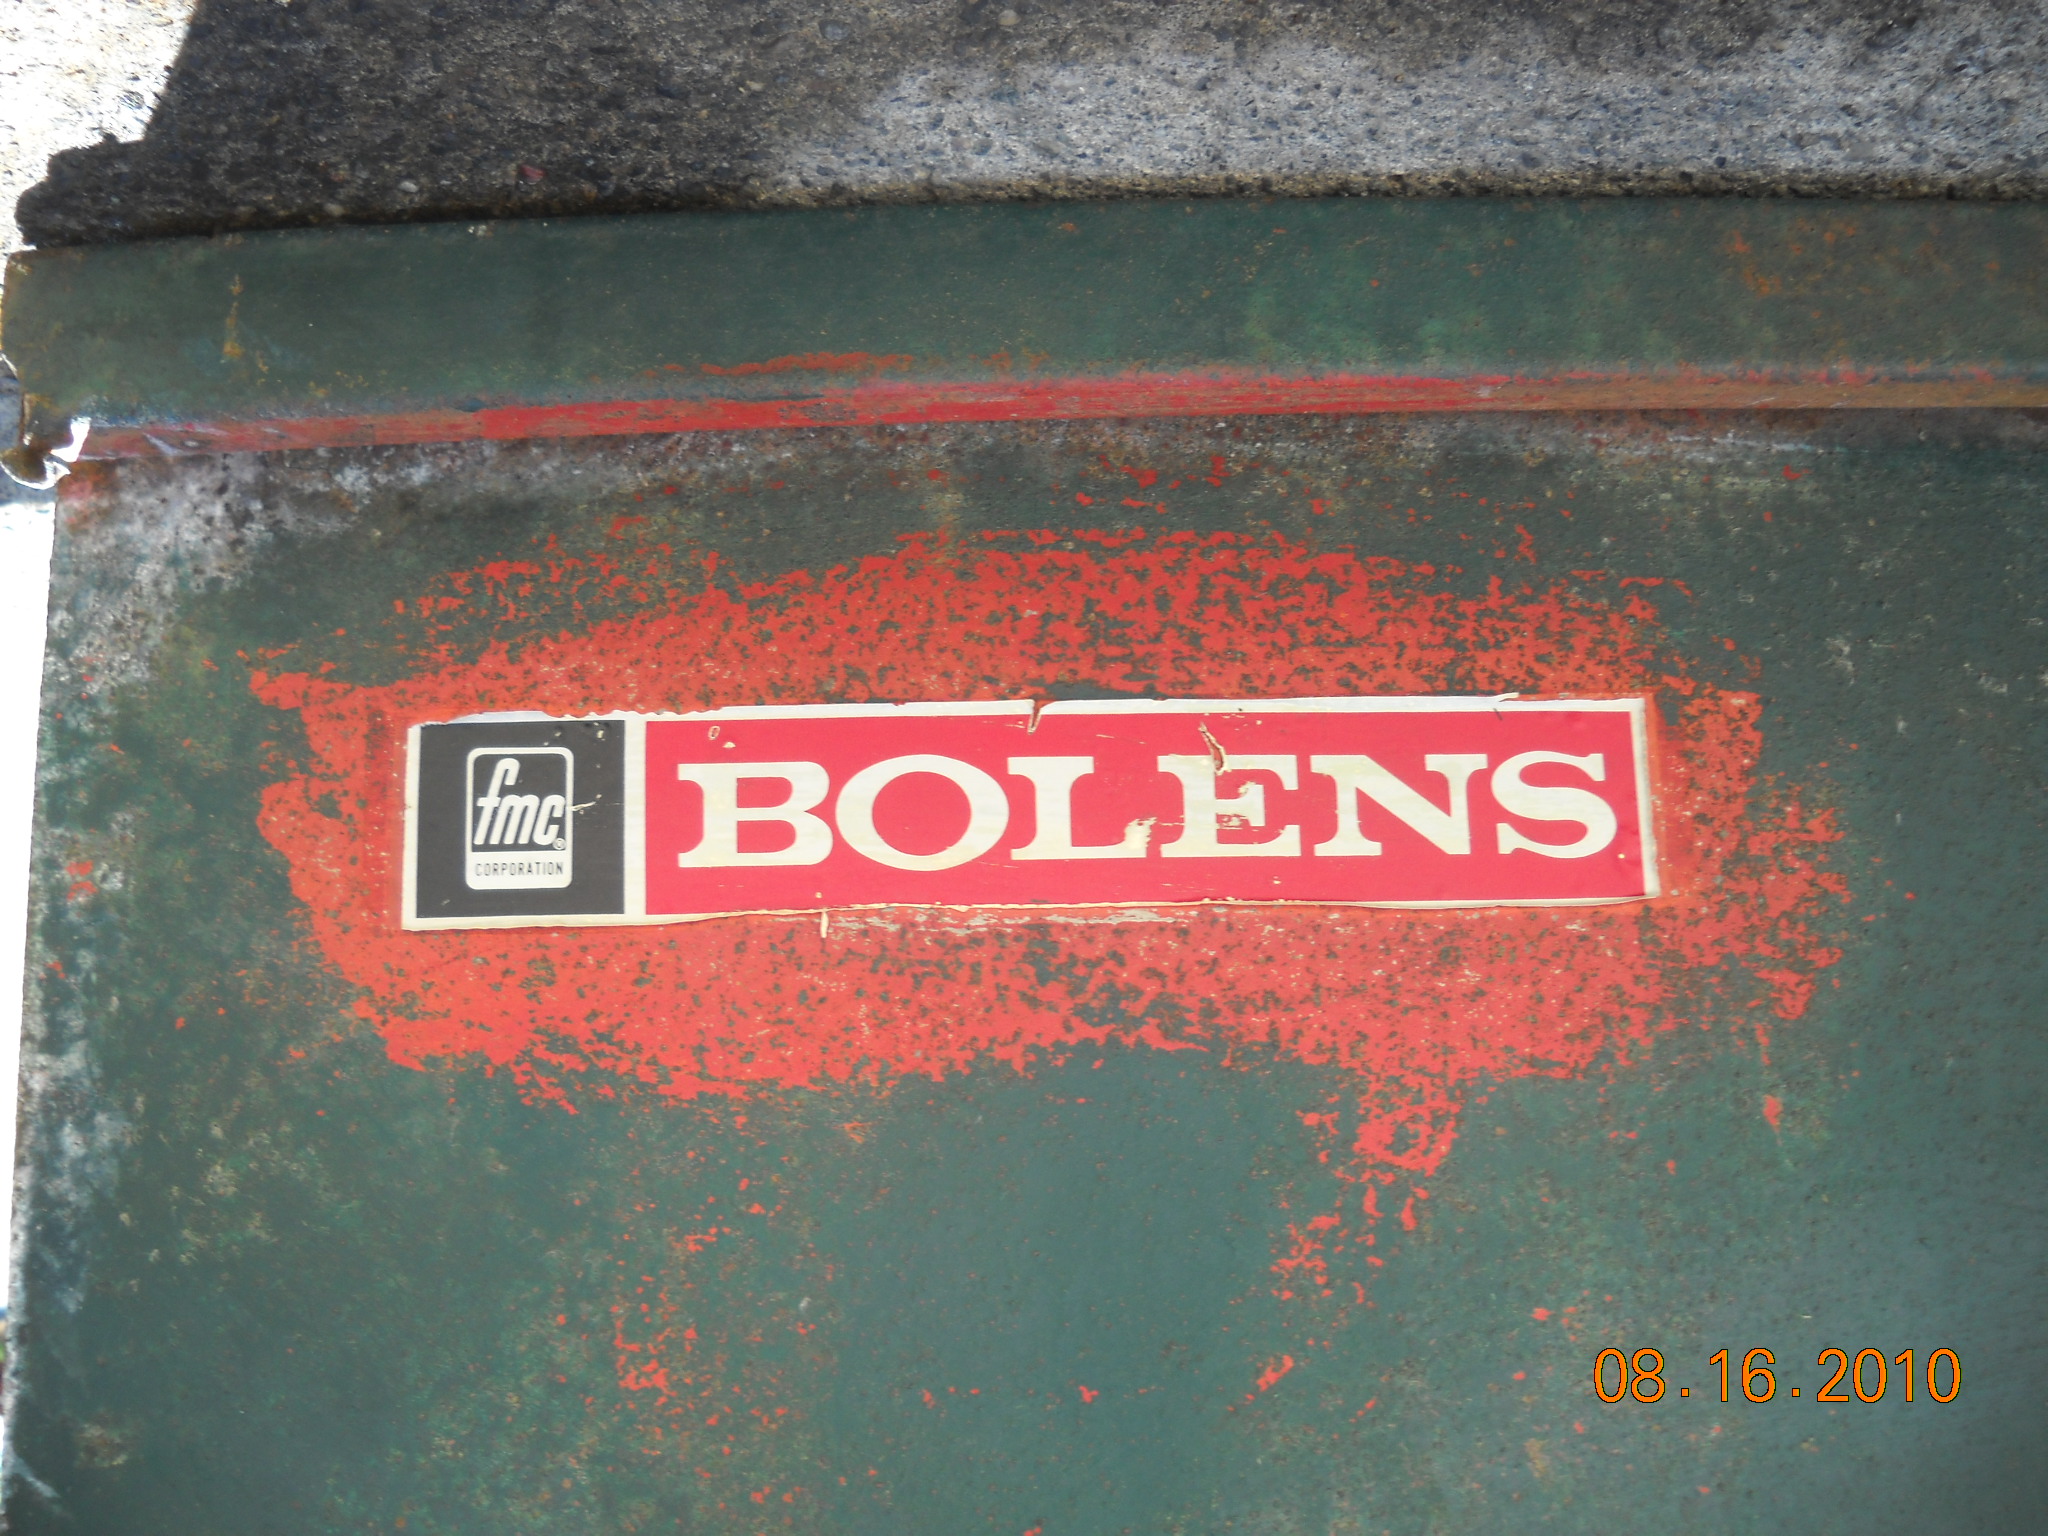 fmc®
CORPORATION
BOLENS
08.16.2010